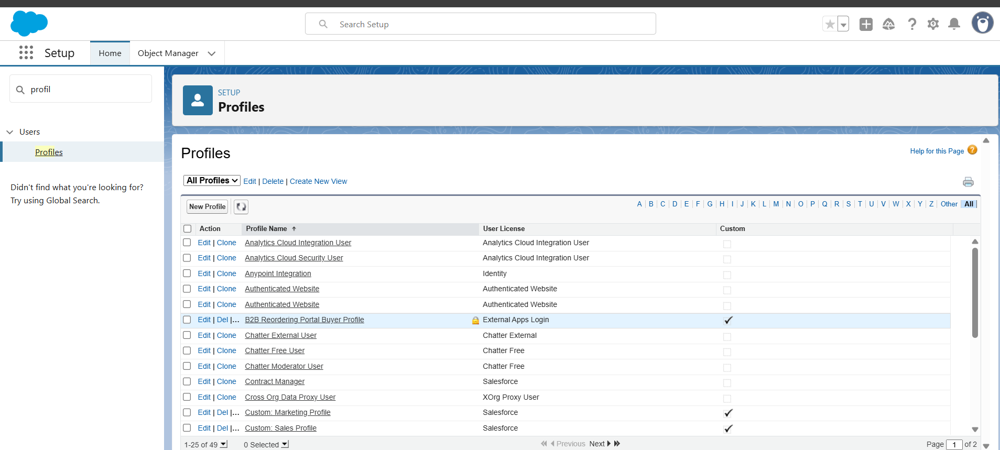 Search Setup
Setup
Home
Object Manager
profil
Users
Profiles
Didn't find what you're looking for?
Try using Global Search.
SETUP
Profiles
Profiles
Help for this Page ?
All Profiles Edit | Delete | Create New View
New Profile
A | B | C | D | E | F | G | H | I | J | K | L | M | N | O | P | Q | R | S | T | U | V | W | X | Y | Z | Other | All
Action Profile Name ↑ User License Custom
Edit | Clone Analytics Cloud Integration User Analytics Cloud Integration User
Edit | Clone Analytics Cloud Security User Analytics Cloud Integration User
Edit | Clone Anypoint Integration Identity
Edit | Clone Authenticated Website Authenticated Website
Edit | Clone Authenticated Website Authenticated Website
Edit | Del |... B2B Reordering Portal Buyer Profile External Apps Login
Edit | Clone Chatter External User Chatter External
Edit | Clone Chatter Free User Chatter Free
Edit | Clone Chatter Moderator User Chatter Free
Edit | Clone Contract Manager Salesforce
Edit | Clone Cross Org Data Proxy User XOrg Proxy User
Edit | Del |... Custom: Marketing Profile Salesforce
Edit | Del |... Custom: Sales Profile Salesforce
1-25 of 49 0 Selected Previous Next Page 1 of 2